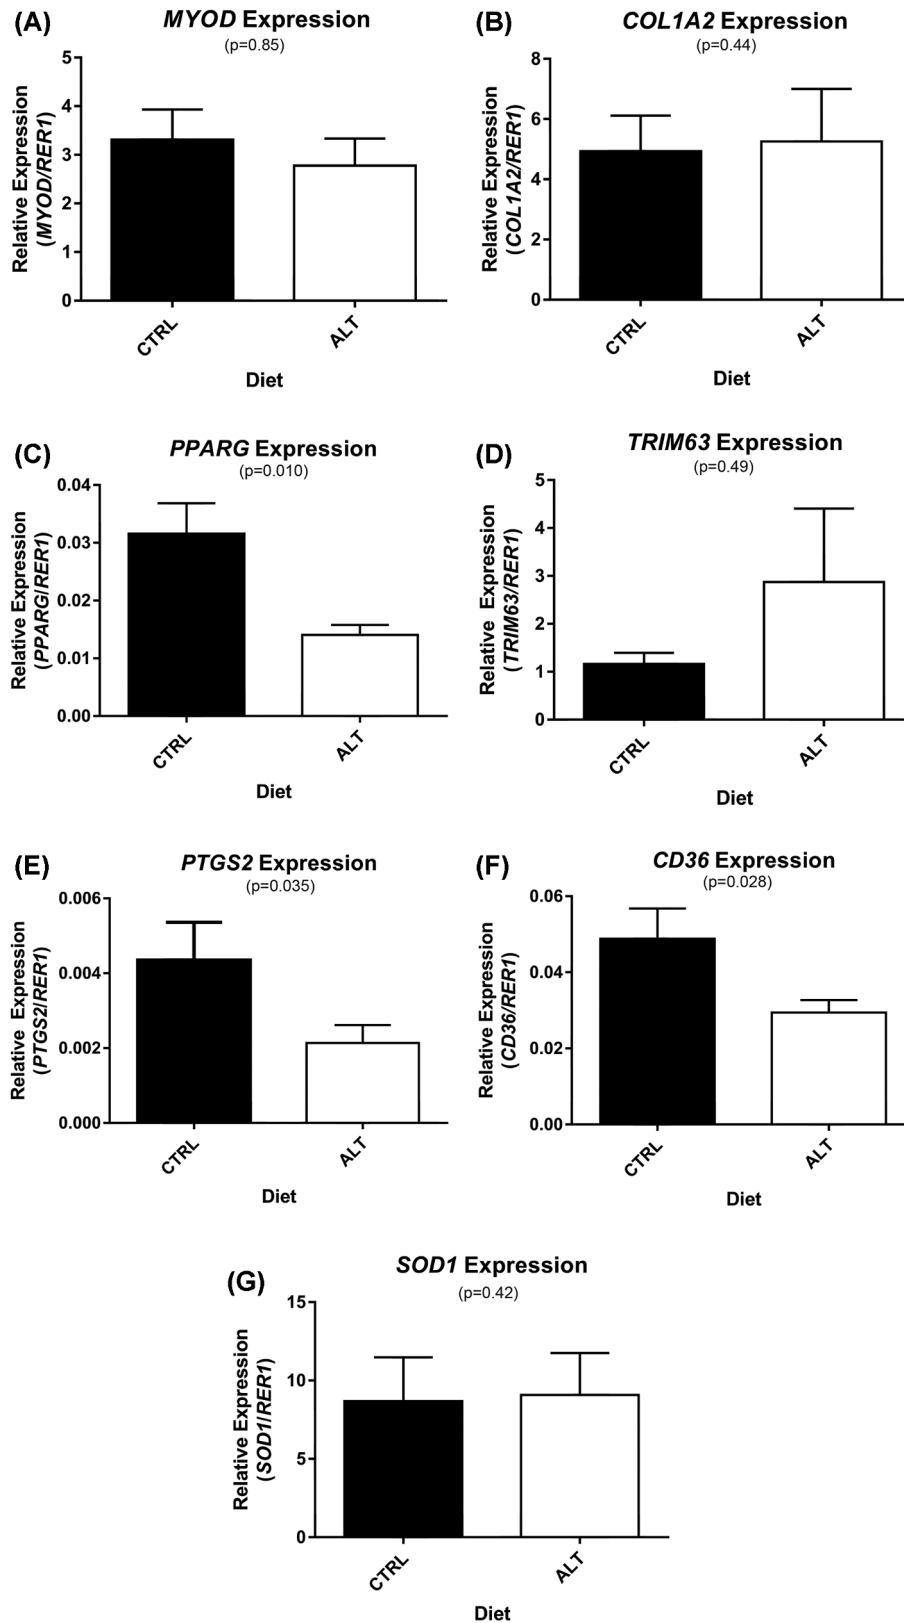 (A)
MYOD Expression
(p=0.85)
Relative Expression
(MYOD/RER1)
5
4
3
2
1
0
CTRL
ALT
Diet
(B)
COL1A2 Expression
(p=0.44)
Relative Expression
(COL1A2/RER1)
8
6
4
2
0
CTRL
ALT
Diet
(C)
PPARG Expression
(p=0.010)
Relative Expression
(PPARG/RER1)
0.04
0.03
0.02
0.01
0.00
CTRL
ALT
Diet
(D)
TRIM63 Expression
(p=0.49)
Relative Expression
(TRIM63/RER1)
5
4
3
2
1
0
CTRL
ALT
Diet
(E)
PTGS2 Expression
(p=0.035)
Relative Expression
(PTGS2/RER1)
0.006
0.004
0.002
0.000
CTRL
ALT
Diet
(F)
CD36 Expression
(p=0.028)
Relative Expression
(CD36/RER1)
0.06
0.04
0.02
0.00
CTRL
ALT
Diet
(G)
SOD1 Expression
(p=0.42)
Relative Expression
(SOD1/RER1)
15
10
5
0
CTRL
ALT
Diet